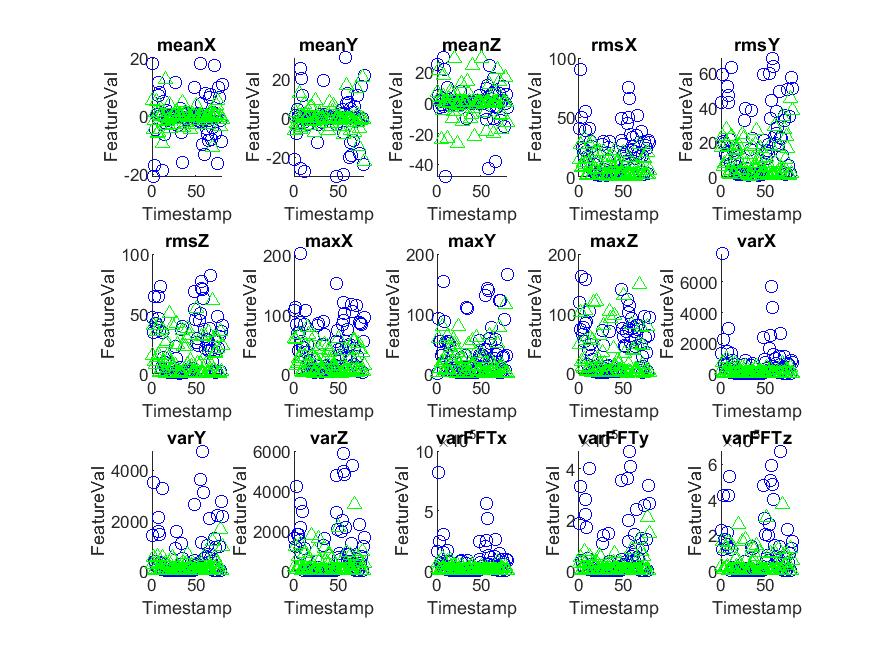 meanX
20
0
-20
0 50
FeatureVal
Timestamp
meanY
20
0
-20
0 50
FeatureVal
Timestamp
meanZ
20
0
-20
-40
0 50
FeatureVal
Timestamp
rmsX
100
50
0
0 50
FeatureVal
Timestamp
rmsY
60
40
20
0
0 50
FeatureVal
Timestamp
rmsZ
100
50
0
0 50
FeatureVal
Timestamp
maxX
200
100
0
0 50
FeatureVal
Timestamp
maxY
200
100
0
0 50
FeatureVal
Timestamp
maxZ
200
100
0
0 50
FeatureVal
Timestamp
varX
6000
4000
2000
0
0 50
FeatureVal
Timestamp
varY
4000
2000
0
0 50
FeatureVal
Timestamp
varZ
6000
4000
2000
0
0 50
FeatureVal
Timestamp
varFFTx
10
5
0
0 50
FeatureVal
Timestamp
varFFTy
4
2
0
0 50
FeatureVal
Timestamp
varFFTz
6
4
2
0
0 50
FeatureVal
Timestamp